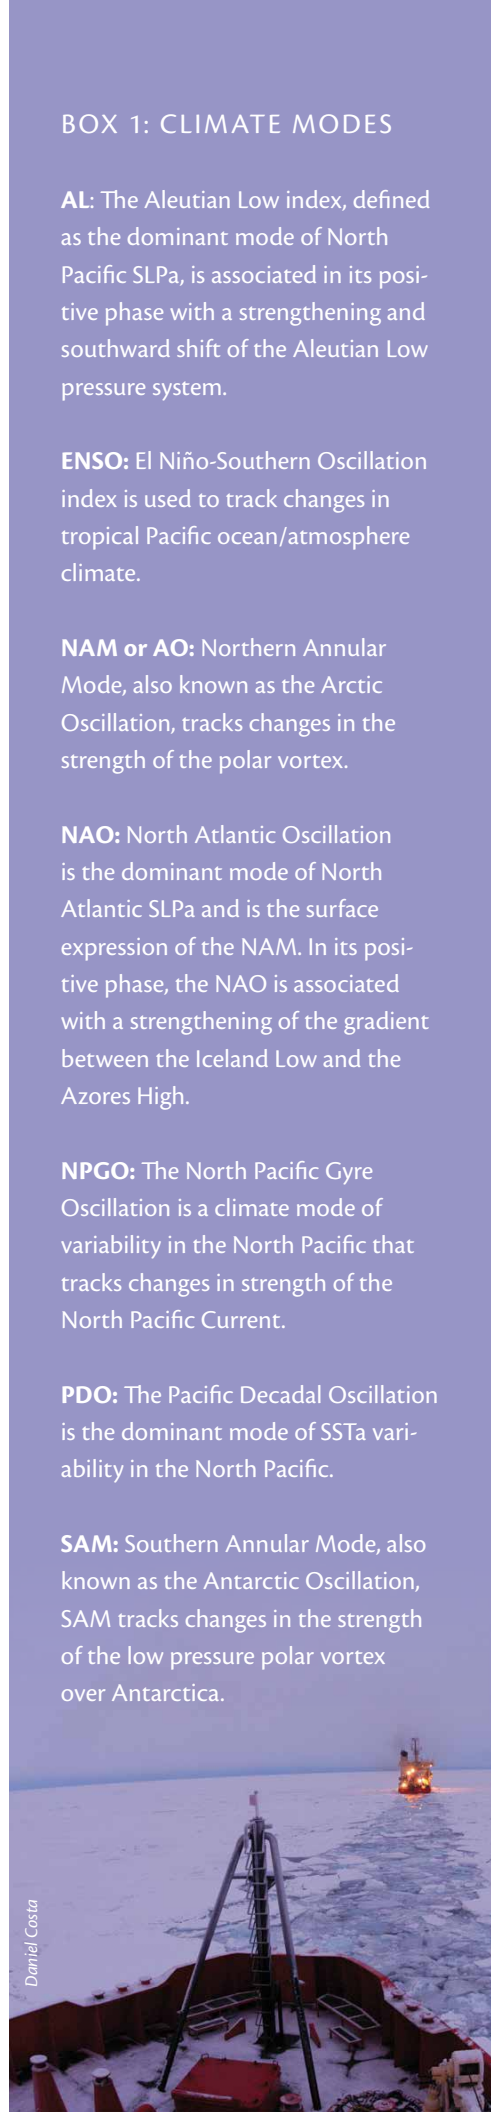 BOX 1: CLIMATE MODES
AL: The Aleutian Low index, defined
as the dominant mode of North
Pacific SLPa, is associated in its posi-
tive phase with a strengthening and
southward shift of the Aleutian Low
pressure system.
ENSO: El Niño-Southern Oscillation
index is used to track changes in
tropical Pacific ocean/atmosphere
climate.
NAM or AO: Northern Annular
Mode, also known as the Arctic
Oscillation, tracks changes in the
strength of the polar vortex.
NAO: North Atlantic Oscillation
is the dominant mode of North
Atlantic SLPa and is the surface
expression of the NAM. In its posi-
tive phase, the NAO is associated
with a strengthening of the gradient
between the Iceland Low and the
Azores High.
NPGO: The North Pacific Gyre
Oscillation is a climate mode of
variability in the North Pacific that
tracks changes in strength of the
North Pacific Current.
PDO: The Pacific Decadal Oscillation
is the dominant mode of SSTa vari-
ability in the North Pacific.
SAM: Southern Annular Mode, also
known as the Antarctic Oscillation,
SAM tracks changes in the strength
of the low pressure polar vortex
over Antarctica.
Daniel Costa